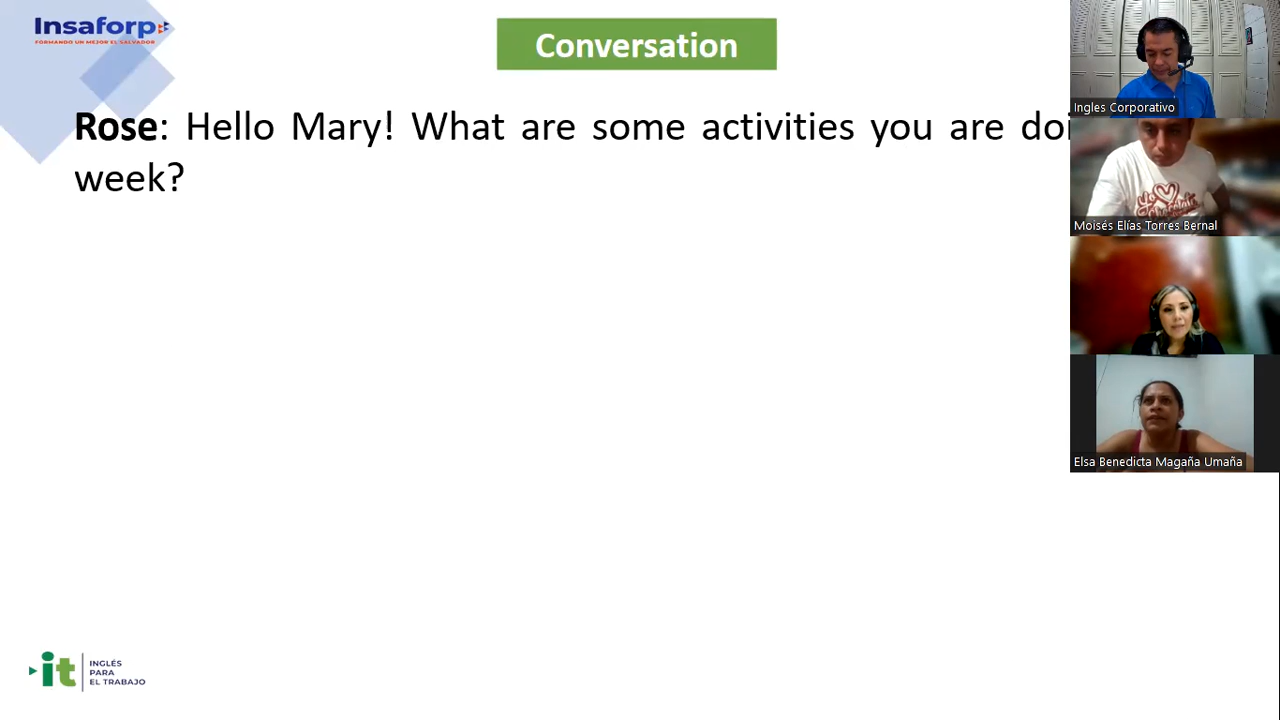 Insaforp
FORMANDO UN MEJOR EL SALVADOR
Conversation
Rose: Hello Mary! What are some activities you are doi
week?
Ingles Corporativo
Moisés Elías Torres Bernal
Elsa Benedicta Magaña Umaña
it
INGLÉS
PARA
EL TRABAJO